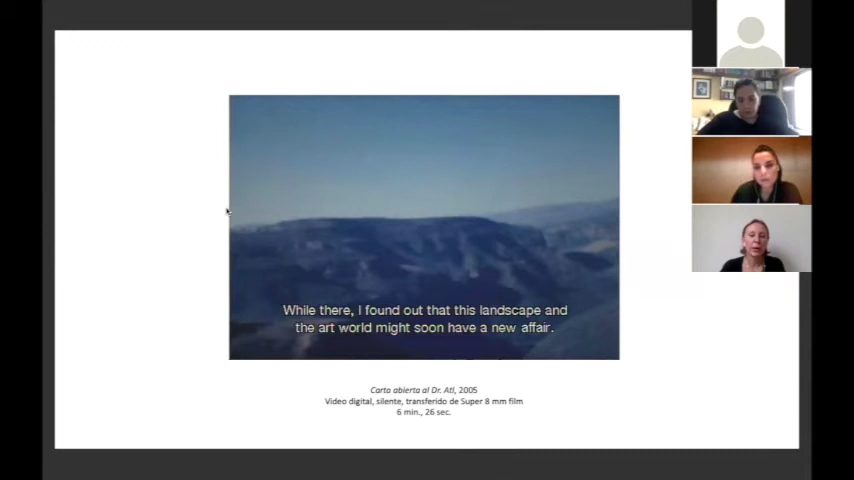 While there, I found out that this landscape and
the art world might soon have a new affair.
Carta abierta al Dr. Atl, 2005
Video digital, silente, transferido de Super 8 mm film
6 min., 26 sec.